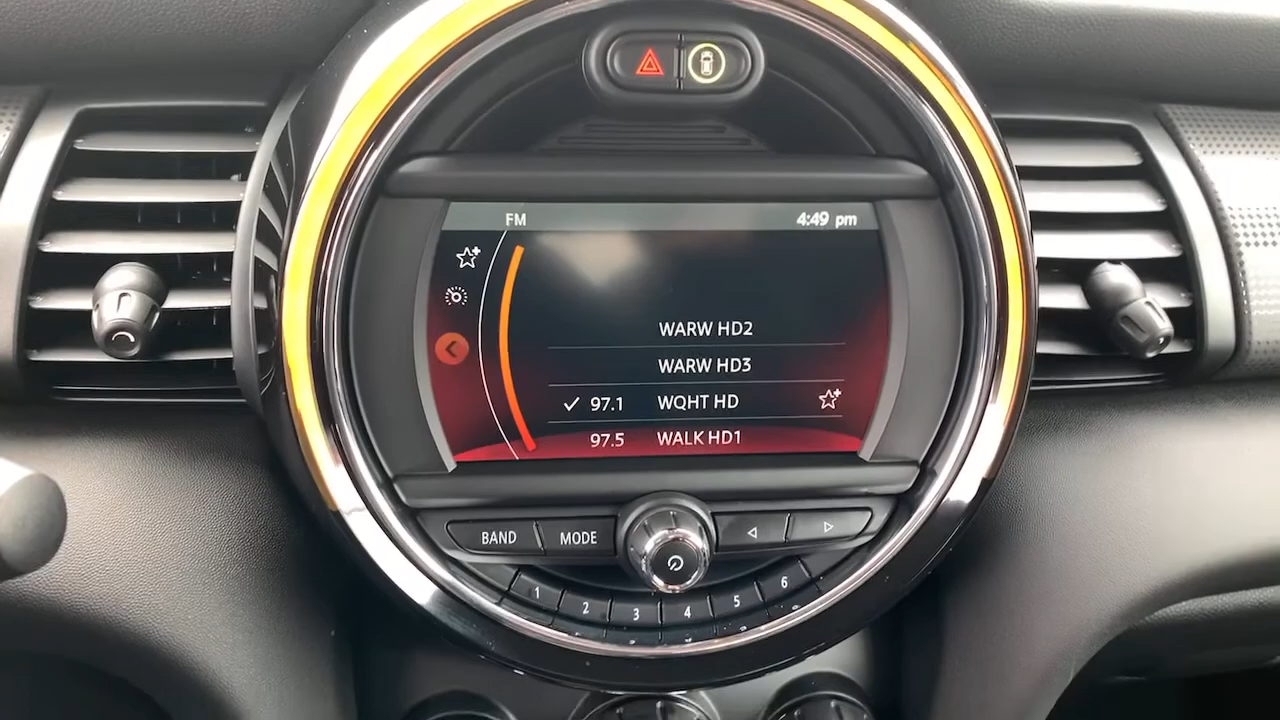 FM 4:49 pm
WARW HD2
WARW HD3
97.1 WQHT HD
97.5 WALK HD1
BAND MODE
1 2 3 4 5 6